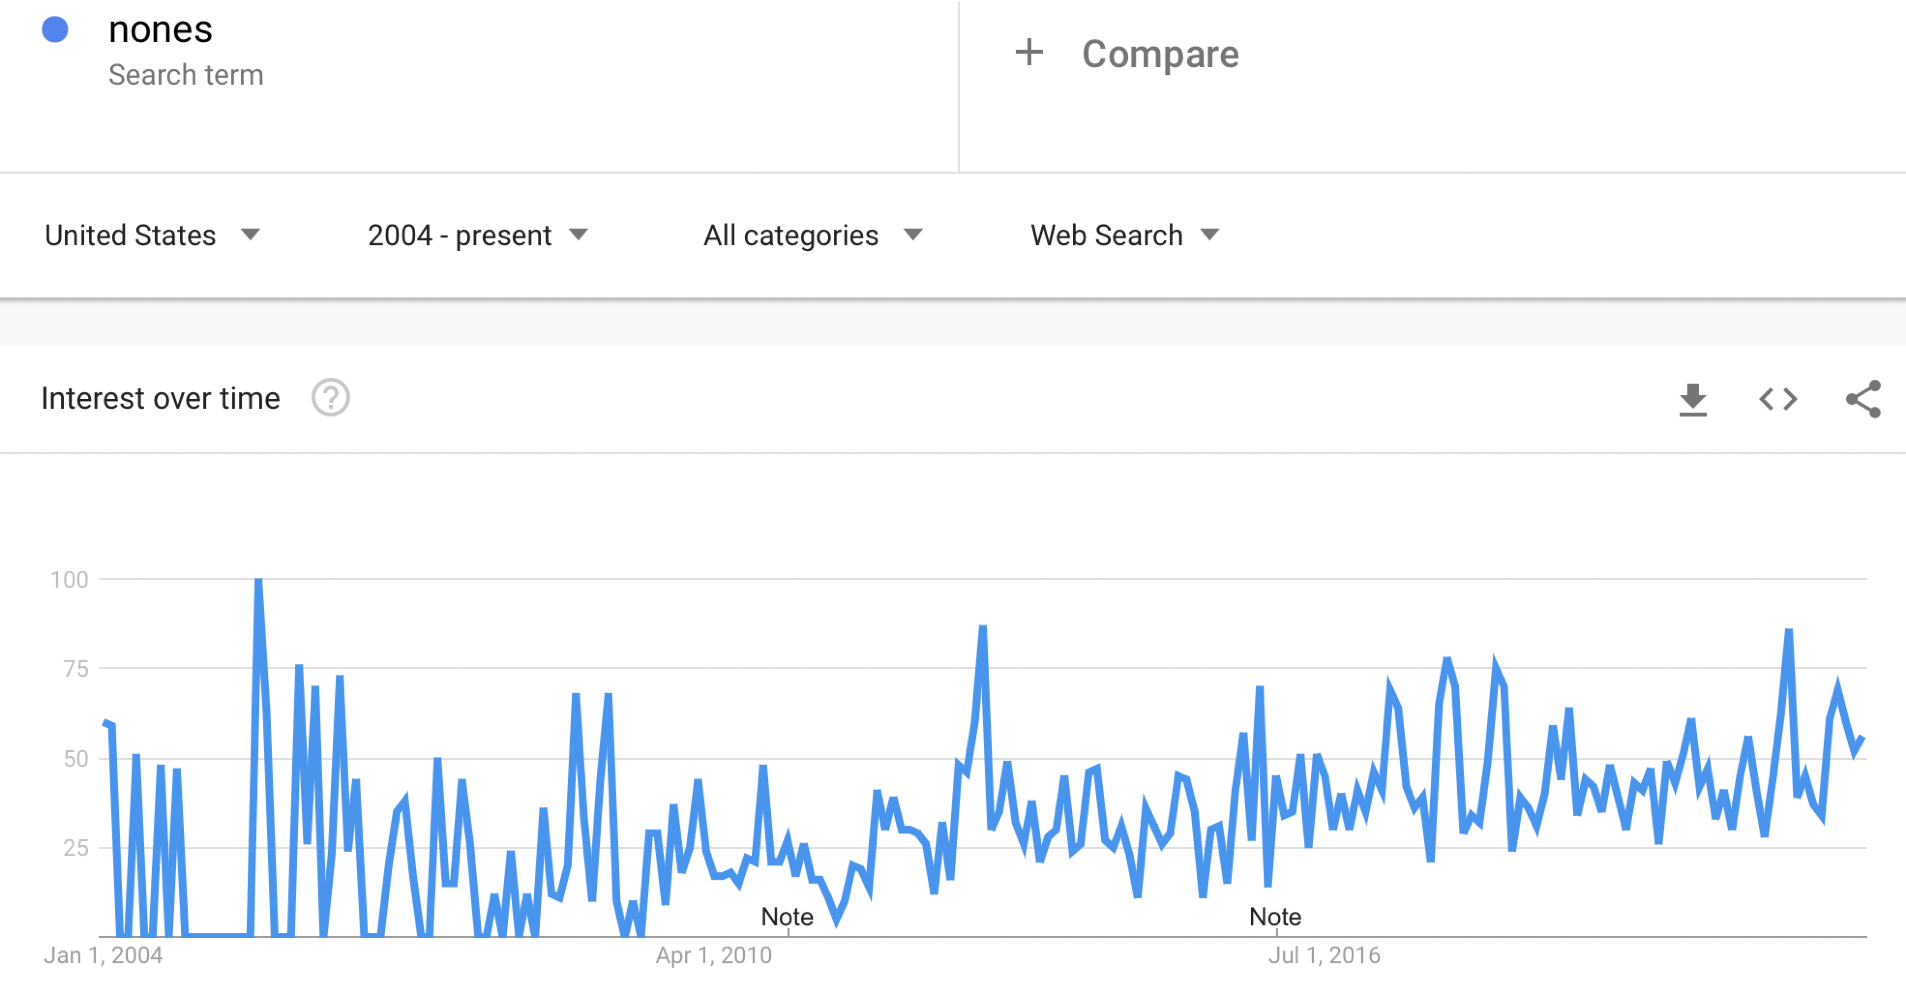 nones
Search term
+ Compare
United States
2004 - present
All categories
Web Search
Interest over time
?
100
75
50
25
Note
Note
Jan 1, 2004
Apr 1, 2010
Jul 1, 2016